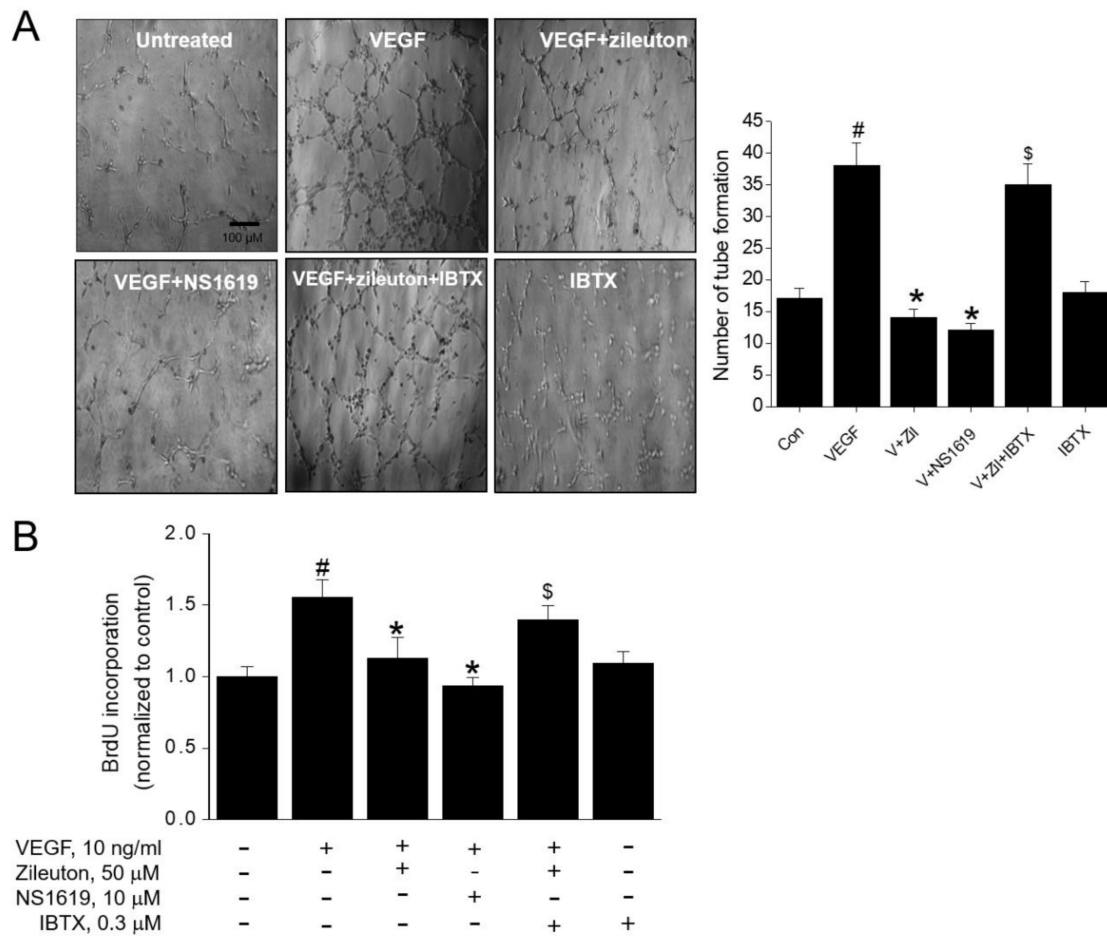 A
Untreated
VEGF
VEGF+zileuton
100 μM
VEGF+NS1619
VEGF+zileuton+IBTX
IBTX
Number of tube formation
45
40
35
30
25
20
15
10
5
0
#
*
*
$
Con
VEGF
V+Zil
V+NS1619
V+Zil+IBTX
IBTX
B
BrdU incorporation
(normalized to control)
2.0
1.5
1.0
0.5
0.0
#
*
*
$
VEGF, 10 ng/ml - + + + + -
Zileuton, 50 μM - - + - + -
NS1619, 10 μM - - - + - -
IBTX, 0.3 μM - - - - + +